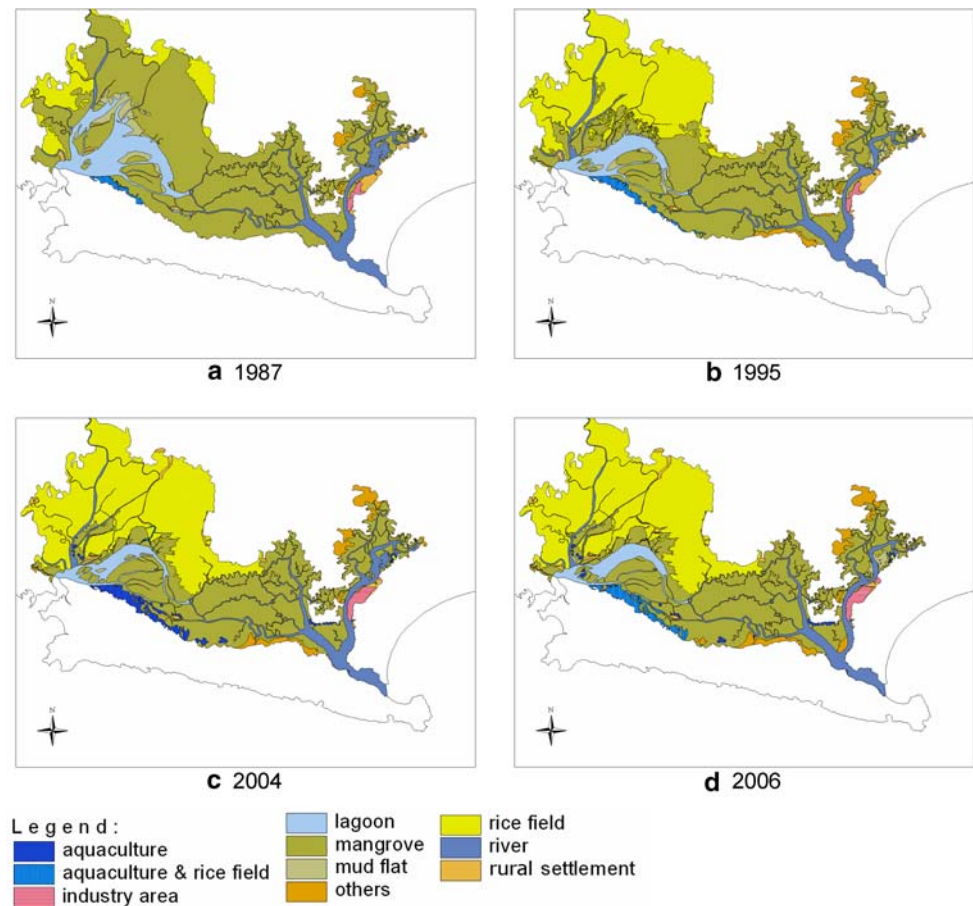 N
a 1987
N
b 1995
N
c 2004
N
d 2006
Legend:
aquaculture
aquaculture & rice field
industry area
lagoon
mangrove
mud flat
others
rice field
river
rural settlement